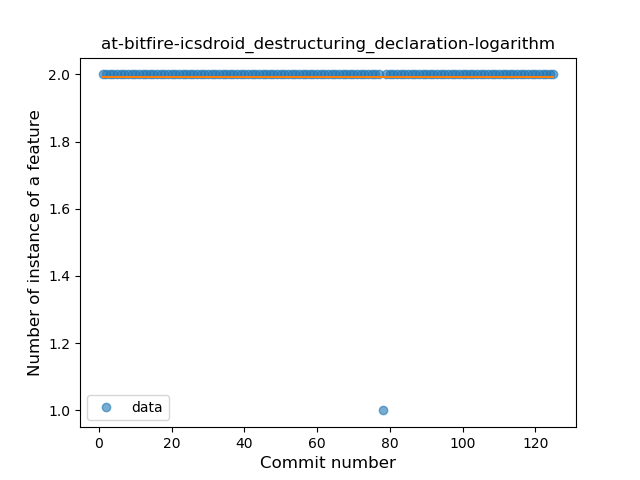 at-bitfire-icsdroid_destructuring_declaration-logarithm
2.0
1.8
1.6
1.4
1.2
1.0
Number of instance of a feature
data
0 20 40 60 80 100 120
Commit number